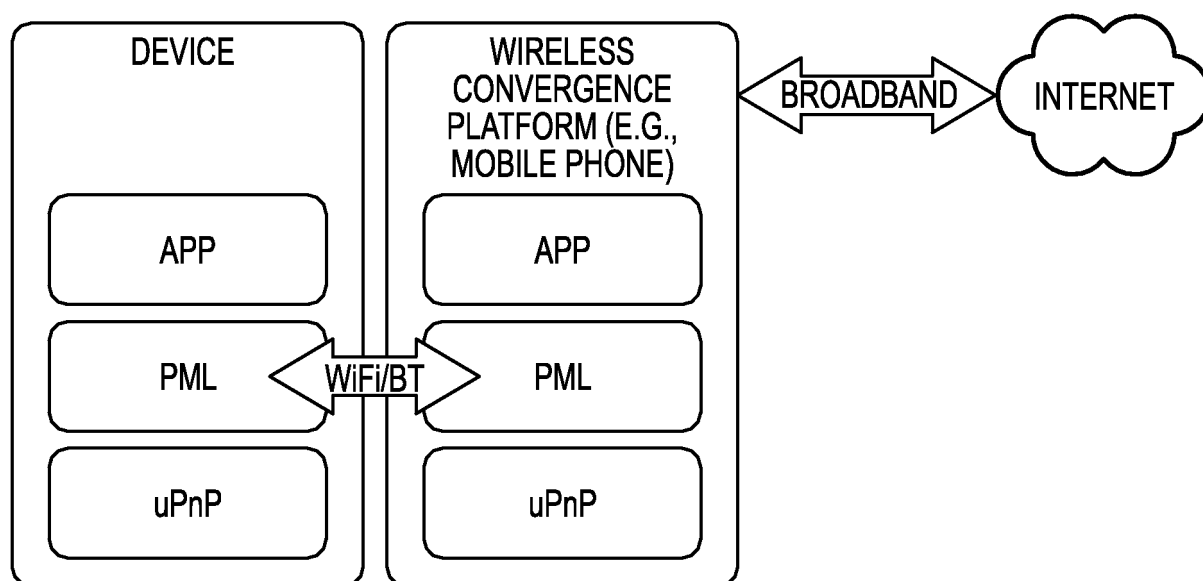 DEVICE
WIRELESS
CONVERGENCE
PLATFORM (E.G.,
MOBILE PHONE)
BROADBAND
INTERNET
APP
APP
PML
WiFi/BT
PML
uPnP
uPnP